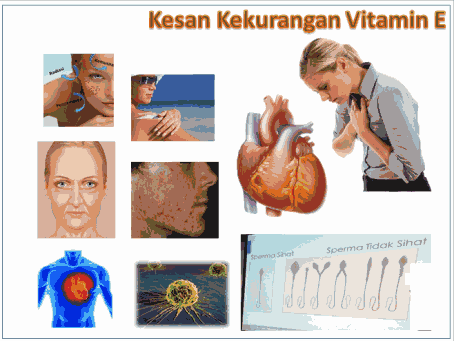 Kesan Kekurangan Vitamin E
Sperma Sihat
Sperma Tidak Sihat